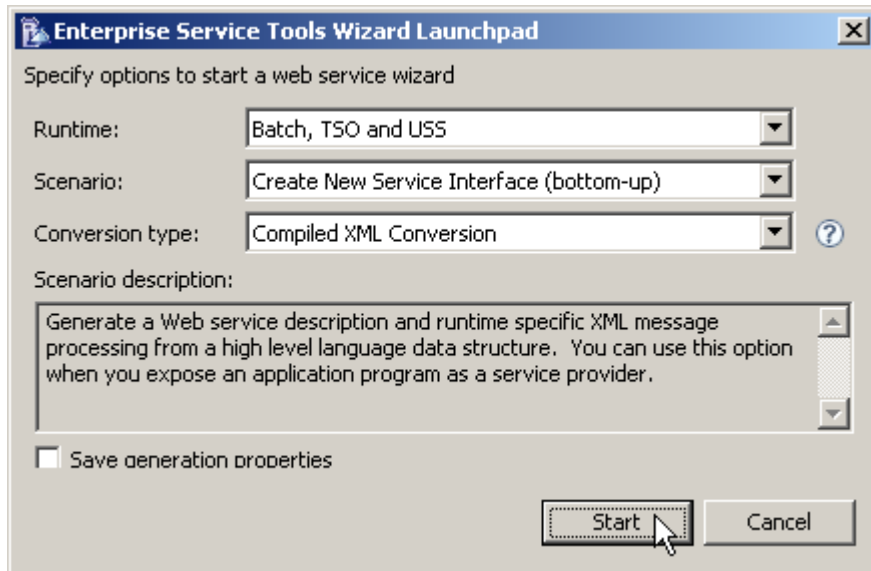 Enterprise Service Tools Wizard Launchpad
Specify options to start a web service wizard
Runtime: Batch, TSO and USS
Scenario: Create New Service Interface (bottom-up)
Conversion type: Compiled XML Conversion
Scenario description:
Generate a Web service description and runtime specific XML message
processing from a high level language data structure.  You can use this option
when you expose an application program as a service provider.
Save generation properties
Start Cancel